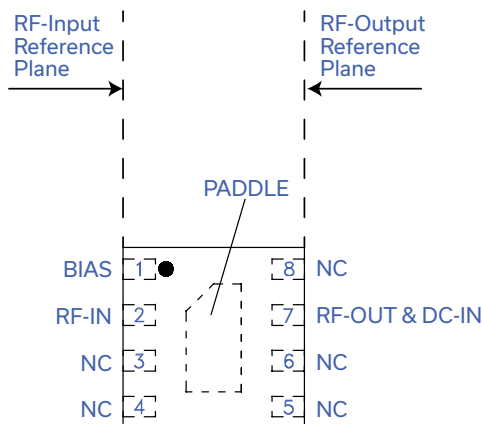 RF-Input
Reference
Plane
RF-Output
Reference
Plane
PADDLE
BIAS 1 8 NC
RF-IN 2 7 RF-OUT & DC-IN
NC 3 6 NC
NC 4 5 NC